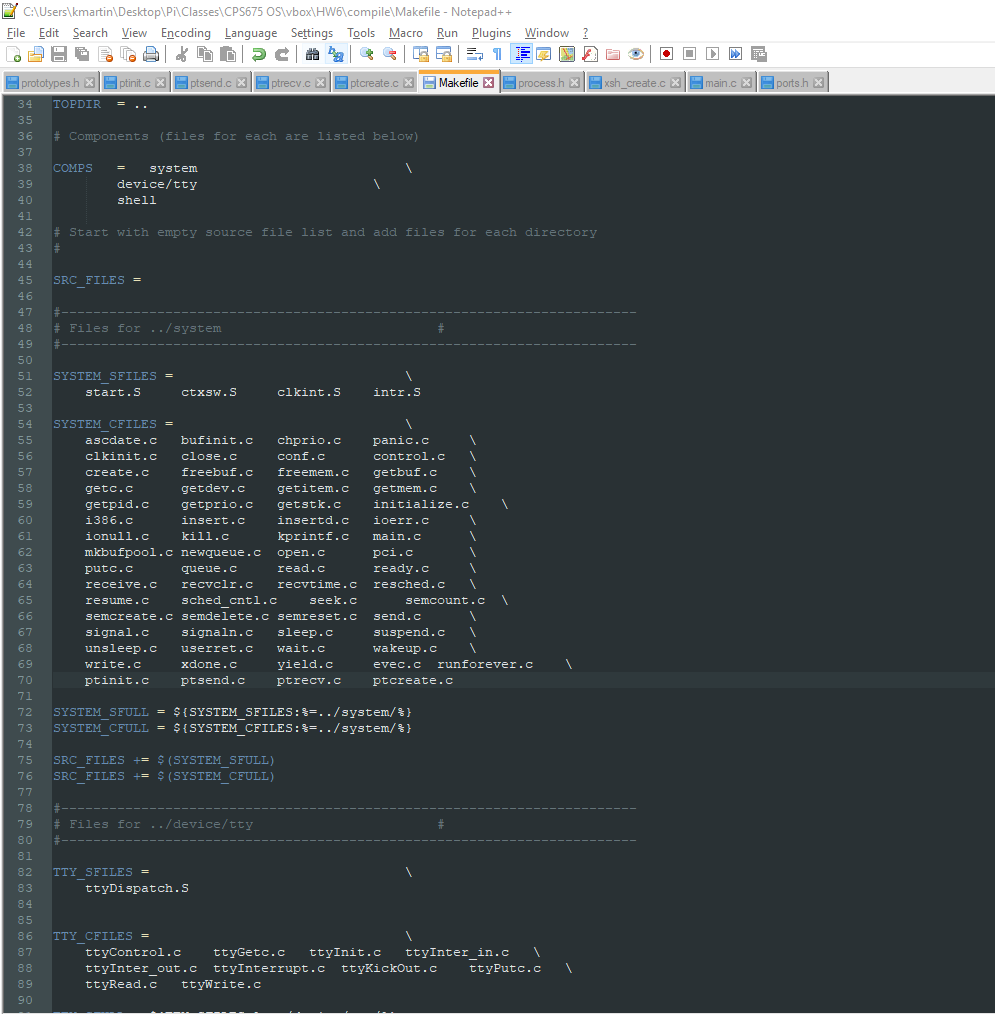 C:\Users\kmartin\Desktop\Pi\Classes\CPS675 OS\vbox\HW6\compile\Makefile - Notepad++
File Edit Search View Encoding Language Settings Tools Macro Run Plugins Window ?
prototypes.h ptinit.c ptsend.c ptrecv.c ptcreate.c Makefile process.h xsh_create.c main.c ports.h
34 TOPDIR = ..
35
36 # Components (files for each are listed below)
37
38 COMPS = system \
39 device/tty \
40 shell
41
42 # Start with empty source file list and add files for each directory
43 #
44
45 SRC_FILES =
46
47 #------------------------------------------------------------------------
48 # Files for ../system #
49 #------------------------------------------------------------------------
50
51 SYSTEM_SFILES = \
52 start.S ctxsw.S clkint.S intr.S
53
54 SYSTEM_CFILES = \
55 ascdate.c bufinit.c chprio.c panic.c \
56 clkinit.c close.c conf.c control.c \
57 create.c freebuf.c freemem.c getbuf.c \
58 getc.c getdev.c getitem.c getmem.c \
59 getpid.c getprio.c getstk.c initialize.c \
60 i386.c insert.c insertd.c ioerr.c \
61 ionull.c kill.c kprintf.c main.c \
62 mkbufpool.c newqueue.c open.c pci.c \
63 putc.c queue.c read.c ready.c \
64 receive.c recvclr.c recvtime.c resched.c \
65 resume.c sched_cntl.c seek.c semcount.c \
66 semcreate.c semdelete.c semreset.c send.c \
67 signal.c signaln.c sleep.c suspend.c \
68 unsleep.c userret.c wait.c wakeup.c \
69 write.c xdone.c yield.c evec.c runforever.c \
70 ptinit.c ptsend.c ptrecv.c ptcreate.c
71
72 SYSTEM_SFULL = ${SYSTEM_SFILES:%=../system/%}
73 SYSTEM_CFULL = ${SYSTEM_CFILES:%=../system/%}
74
75 SRC_FILES += $(SYSTEM_SFULL)
76 SRC_FILES += $(SYSTEM_CFULL)
77
78 #------------------------------------------------------------------------
79 # Files for ../device/tty #
80 #------------------------------------------------------------------------
81
82 TTY_SFILES = \
83 ttyDispatch.S
84
85
86 TTY_CFILES = \
87 ttyControl.c ttyGetc.c ttyInit.c ttyInter_in.c \
88 ttyInter_out.c ttyInterrupt.c ttyKickOut.c ttyPutc.c \
89 ttyRead.c ttyWrite.c
90